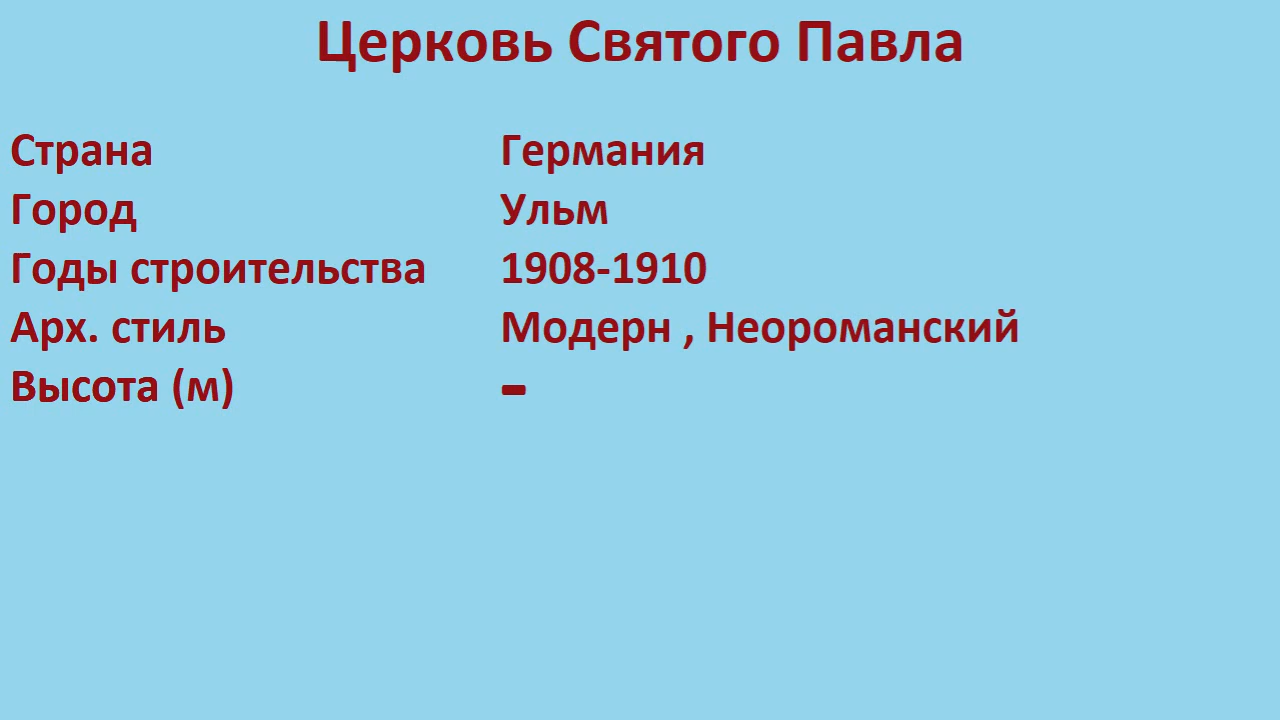 Церковь Святого Павла
Страна Германия
Город Ульм
Годы строительства 1908-1910
Арх. стиль Модерн , Неороманский
Высота (м) -